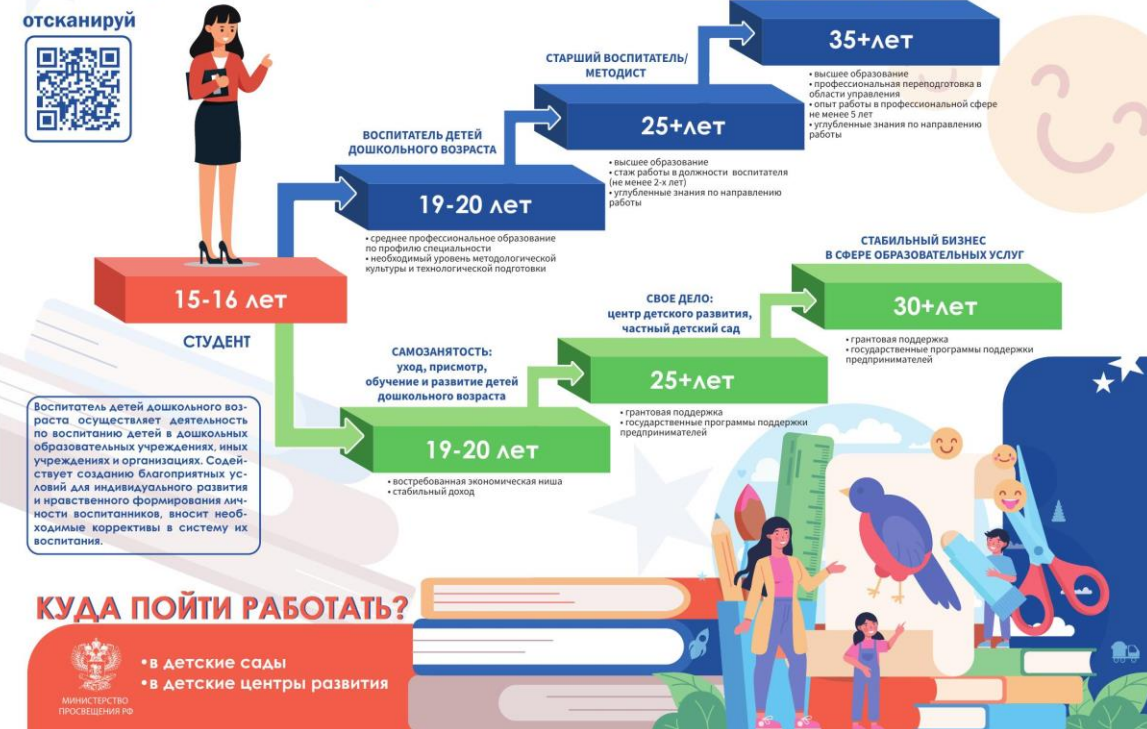 отсканируй
35+лет
• высшее образование
• профессиональная переподготовка в
области управления
• опыт работы в профессиональной сфере
не менее 5 лет
• углубленные знания по направлению
работы
СТАРШИЙ ВОСПИТАТЕЛЬ/
МЕТОДИСТ
25+лет
• высшее образование
• стаж работы в должности воспитателя
(не менее 2-х лет)
• углубленные знания по направлению
работы
ВОСПИТАТЕЛЬ ДЕТЕЙ
ДОШКОЛЬНОГО ВОЗРАСТА
19-20 лет
• среднее профессиональное образование
по профилю специальности
• необходимый уровень методологической
культуры и технологической подготовки
15-16 лет
СТУДЕНТ
СТАБИЛЬНЫЙ БИЗНЕС
В СФЕРЕ ОБРАЗОВАТЕЛЬНЫХ УСЛУГ
30+лет
• грантовая поддержка
• государственные программы поддержки
предпринимателей
СВОЕ ДЕЛО:
центр детского развития,
частный детский сад
25+лет
• грантовая поддержка
• государственные программы поддержки
предпринимателей
САМОЗАНЯТОСТЬ:
уход, присмотр,
обучение и развитие детей
дошкольного возраста
19-20 лет
• востребованная экономическая ниша
• стабильный доход
Воспитатель детей дошкольного воз-
раста осуществляет деятельность
по воспитанию детей в дошкольных
образовательных учреждениях, иных
учреждениях и организациях. Содей-
ствует созданию благоприятных ус-
ловий для индивидуального развития
и нравственного формирования лич-
ности воспитанников, вносит необ-
ходимые коррективы в систему их
воспитания.
КУДА ПОЙТИ РАБОТАТЬ?
•в детские сады
•в детские центры развития
МИНИСТЕРСТВО
ПРОСВЕЩЕНИЯ РФ